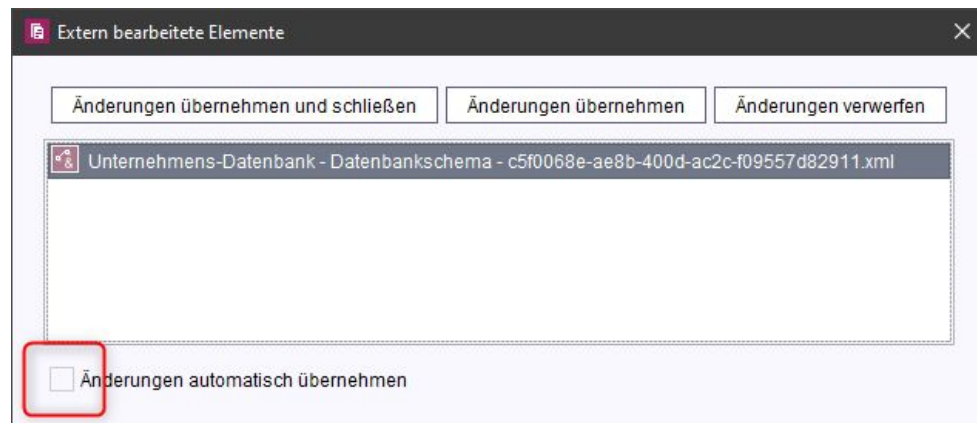 Extern bearbeitete Elemente
Änderungen übernehmen und schließen Änderungen übernehmen Änderungen verwerfen
Unternehmens-Datenbank - Datenbankschema - c5f0068e-ae8b-400d-ac2c-f09557d82911.xml
Änderungen automatisch übernehmen